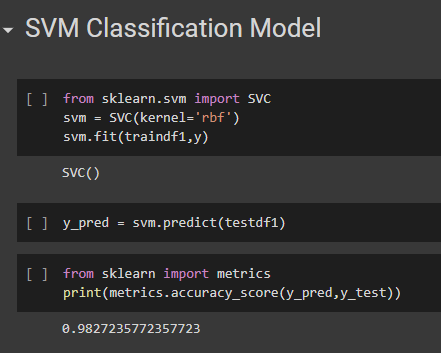 SVM Classification Model
[ ] from sklearn.svm import SVC
svm = SVC(kernel='rbf')
svm.fit(traindf1,y)
SVC()
[ ] y_pred = svm.predict(testdf1)
[ ] from sklearn import metrics
print(metrics.accuracy_score(y_pred,y_test))
0.9827235772357723